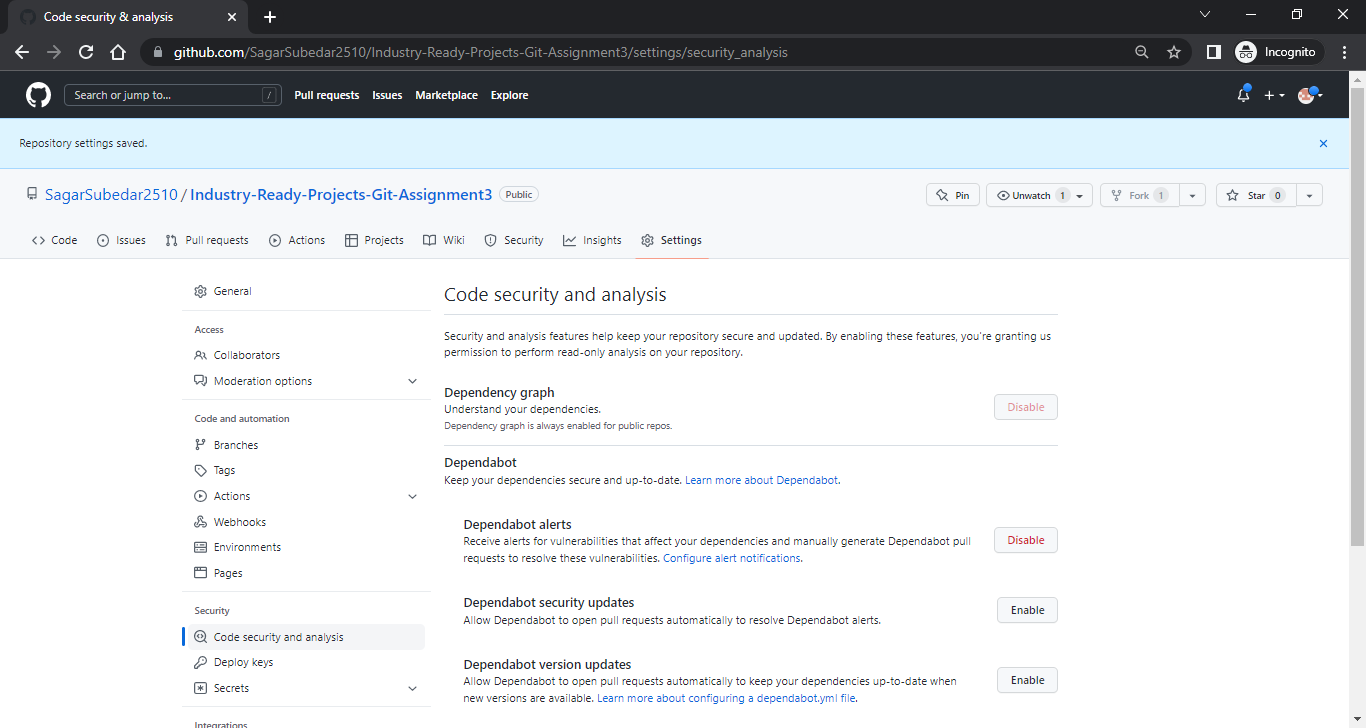 Code security & analysis
github.com/SagarSubedar2510/Industry-Ready-Projects-Git-Assignment3/settings/security_analysis
Incognito
Search or jump to...
/
Pull requests
Issues
Marketplace
Explore
Repository settings saved.
SagarSubedar2510 / Industry-Ready-Projects-Git-Assignment3
Public
Pin
Unwatch 1
Fork 1
Star 0
Code
Issues
Pull requests
Actions
Projects
Wiki
Security
Insights
Settings
General
Access
Collaborators
Moderation options
Code and automation
Branches
Tags
Actions
Webhooks
Environments
Pages
Security
Code security and analysis
Deploy keys
Secrets
Integrations
Code security and analysis
Security and analysis features help keep your repository secure and updated. By enabling these features, you're granting us
permission to perform read-only analysis on your repository.
Dependency graph
Understand your dependencies.
Dependency graph is always enabled for public repos.
Disable
Dependabot
Keep your dependencies secure and up-to-date. Learn more about Dependabot.
Dependabot alerts
Receive alerts for vulnerabilities that affect your dependencies and manually generate Dependabot pull
requests to resolve these vulnerabilities. Configure alert notifications.
Disable
Dependabot security updates
Allow Dependabot to open pull requests automatically to resolve Dependabot alerts.
Enable
Dependabot version updates
Allow Dependabot to open pull requests automatically to keep your dependencies up-to-date when
new versions are available. Learn more about configuring a dependabot.yml file.
Enable